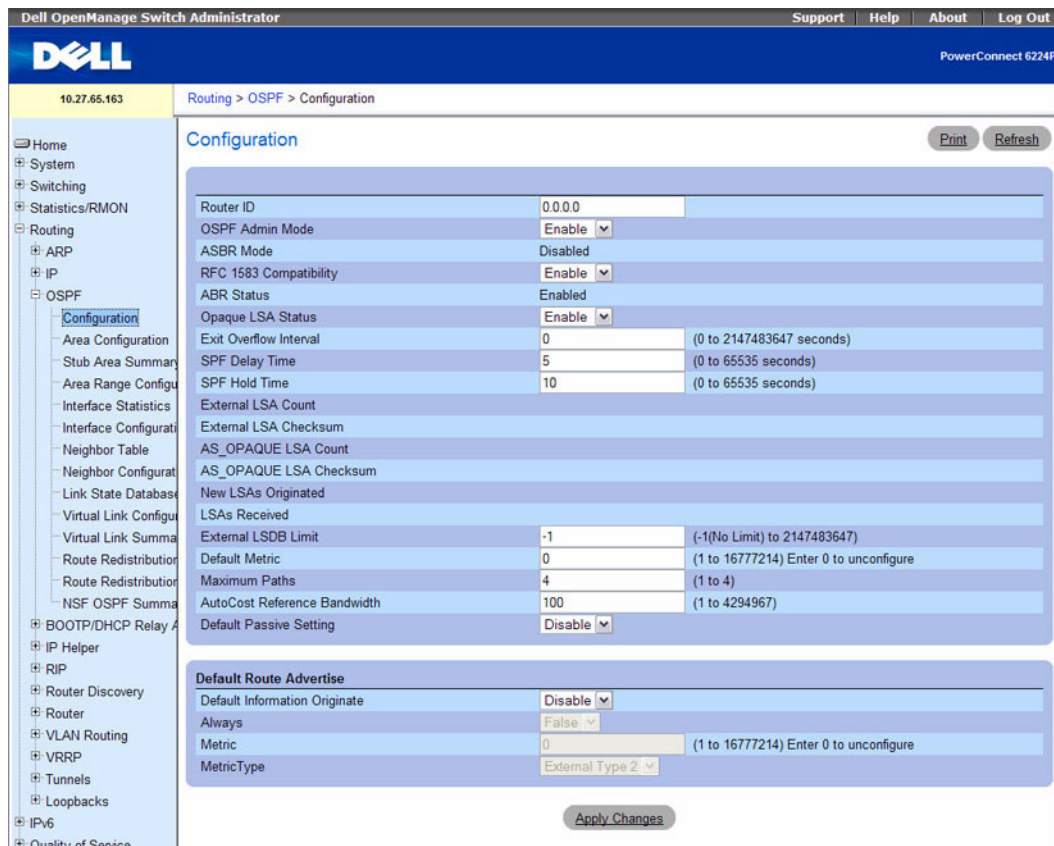 Dell OpenManage Switch Administrator
Support
Help
About
Log Out
DELL
PowerConnect 6224P
10.27.65.163
Routing > OSPF > Configuration
Home
System
Switching
Statistics/RMON
Routing
ARP
IP
OSPF
Configuration
Area Configuration
Stub Area Summary
Area Range Configu
Interface Statistics
Interface Configurati
Neighbor Table
Neighbor Configurat
Link State Database
Virtual Link Configu
Virtual Link Summa
Route Redistribution
Route Redistribution
NSF OSPF Summa
BOOTP/DHCP Relay A
IP Helper
RIP
Router Discovery
Router
VLAN Routing
VRRP
Tunnels
Loopbacks
IPv6
Quality of Service
Configuration
Print
Refresh
Router ID 0.0.0.0
OSPF Admin Mode Enable
ASBR Mode Disabled
RFC 1583 Compatibility Enable
ABR Status Enabled
Opaque LSA Status Enable
Exit Overflow Interval 0 (0 to 2147483647 seconds)
SPF Delay Time 5 (0 to 65535 seconds)
SPF Hold Time 10 (0 to 65535 seconds)
External LSA Count
External LSA Checksum
AS_OPAQUE LSA Count
AS_OPAQUE LSA Checksum
New LSAs Originated
LSAs Received
External LSDB Limit -1 (-1(No Limit) to 2147483647)
Default Metric 0 (1 to 16777214) Enter 0 to unconfigure
Maximum Paths 4 (1 to 4)
AutoCost Reference Bandwidth 100 (1 to 4294967)
Default Passive Setting Disable
Default Route Advertise
Default Information Originate Disable
Always False
Metric 0 (1 to 16777214) Enter 0 to unconfigure
MetricType External Type 2
Apply Changes